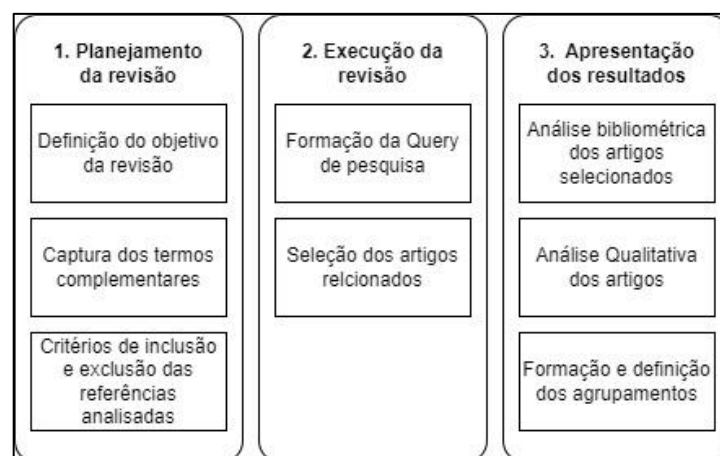 1. Planejamento
da revisão
Definição do objetivo
da revisão
Captura dos termos
complementares
Critérios de inclusão
e exclusão das
referências
analisadas
2. Execução da
revisão
Formação da Query
de pesquisa
Seleção dos artigos
relcionados
3. Apresentação
dos resultados
Análise bibliométrica
dos artigos
selecionados
Análise Qualitativa
dos artigos
Formação e definição
dos agrupamentos